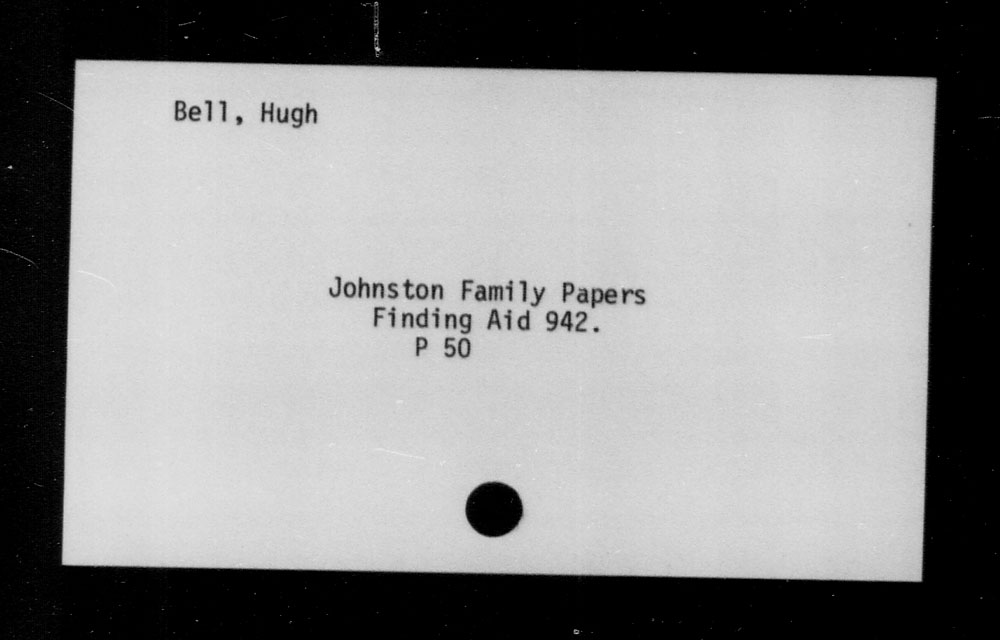 Bell, Hugh
Johnston Family Papers
Finding Aid 942.
P 50